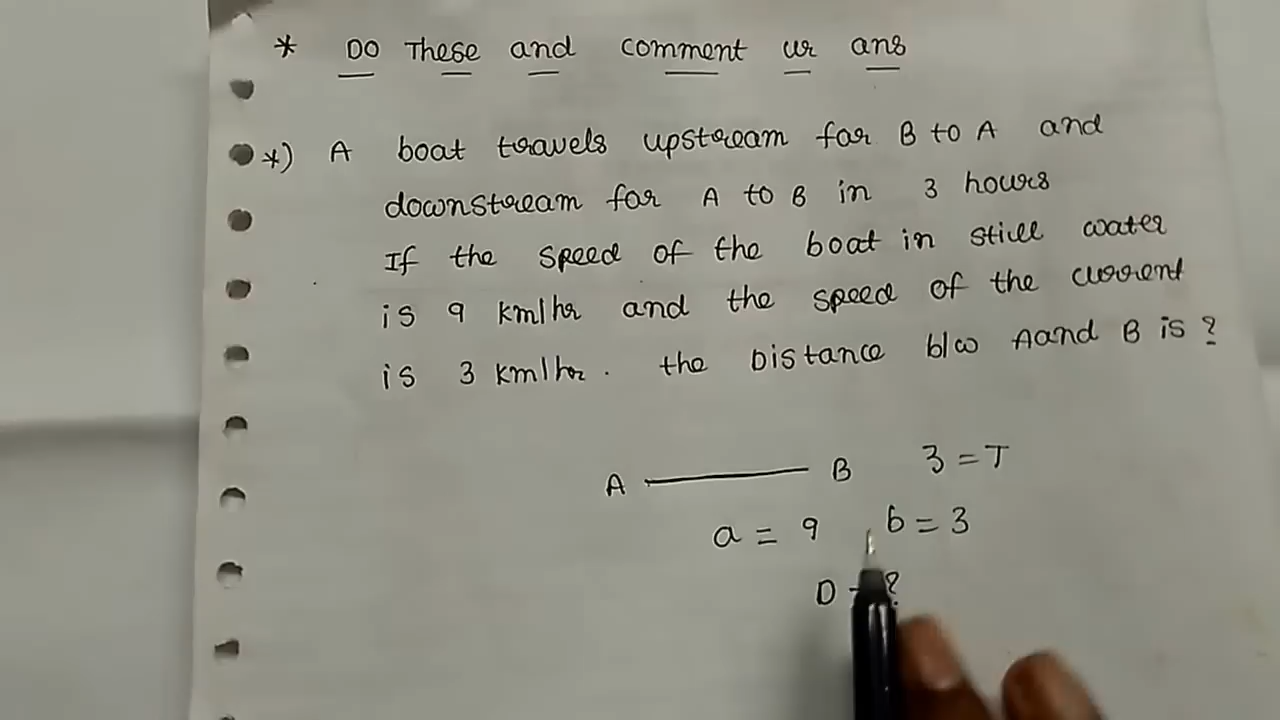 * DO These and comment ur ans
*) A boat travels upstream for B to A and
downstream for A to B in 3 hours
If the speed of the boat in still water
is 9 km/hr and the speed of the current
is 3 km/hr. the Distance b/w A and B is ?
A B 3 = T
a = 9 b = 3
D - ?